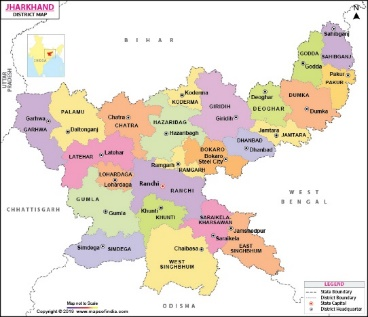 JHARKHAND
DISTRICT MAP
N
INDIA
BIHAR
UTTAR
PRADESH
Sahibganj
SAHIBGANJ
GODDA
Godda
Pakur
PAKUR
Koderma
KODERMA
GIRIDIH
Giridih
Deoghar
DEOGHAR
DUMKA
Dumka
PALAMU
Daltonganj
Garhwa
GARHWA
Chatra
CHATRA
HAZARIBAG
Hazaribagh
Jamtara
JAMTARA
DHANBAD
Dhanbad
BOKARO
Bokaro
Steel City
LATEHAR
Latehar
Ramgarh
RAMGARH
LOHARDAGA
Lohardaga
Ranchi
RANCHI
WEST
BENGAL
CHHATTISGARH
GUMLA
Gumla
Khunti
KHUNTI
SARAIKELA-
KHARSAWAN
Saraikela
Jamshedpur
EAST
SINGHBHUM
Simdega
SIMDEGA
Chaibasa
WEST
SINGHBHUM
ODISHA
Map not to Scale
Copyright © 2016 www.mapsofindia.com
LEGEND
State Boundary
District Boundary
State Capital
District Headquarter